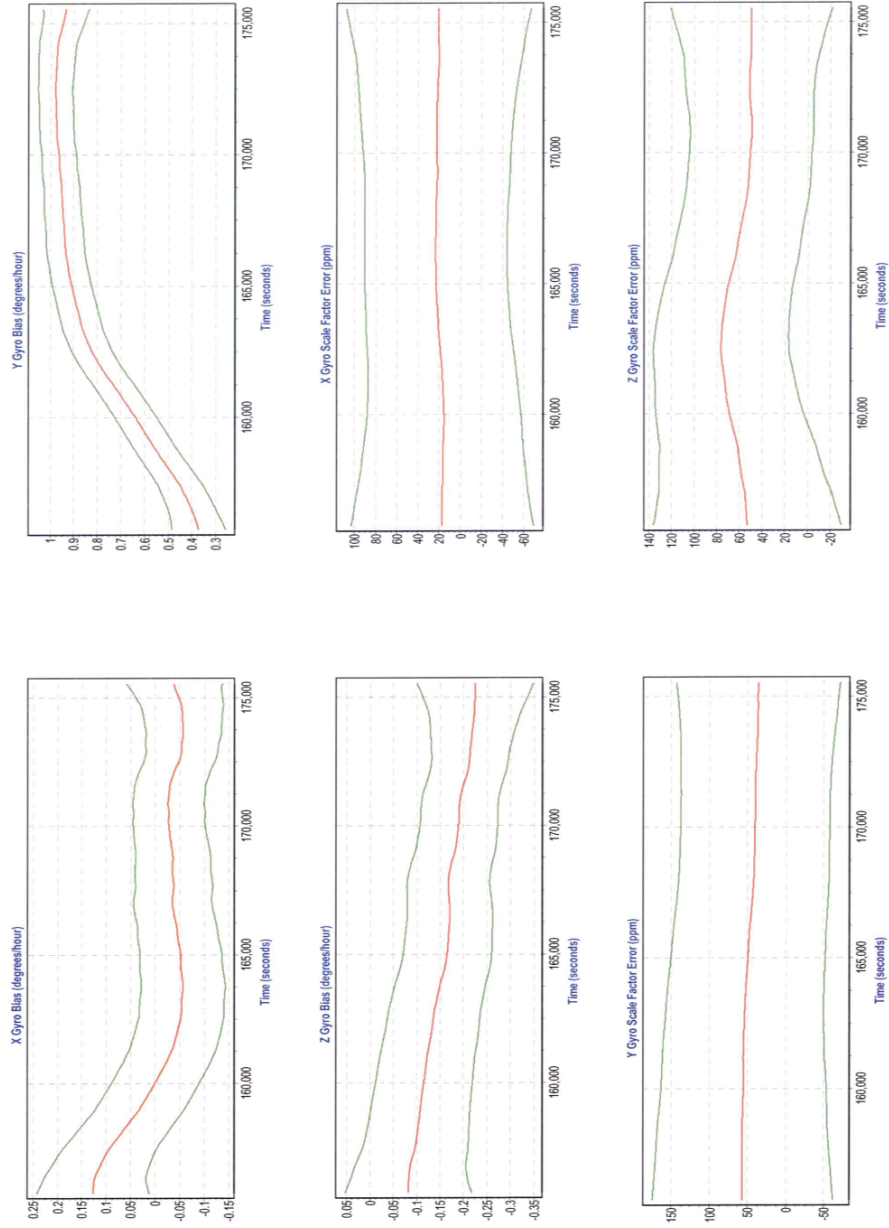 X Gyro Bias (degrees/hour)
0.25
0.2
0.15
0.1
0.05
0
-0.05
-0.1
-0.15
160,000 165,000 170,000 175,000
Time (seconds)
Y Gyro Bias (degrees/hour)
1
0.9
0.7
0.6
0.5
0.4
0.3
160,000 165,000 170,000 175,000
Time (seconds)
Z Gyro Bias (degrees/hour)
0.05
0
-0.05
-0.1
-0.15
-0.2
-0.25
-0.3
-0.35
160,000 165,000 170,000 175,000
Time (seconds)
X Gyro Scale Factor Error (ppm)
100
80
60
40
20
0
-20
-40
-60
160,000 165,000 170,000 175,000
Time (seconds)
Y Gyro Scale Factor Error (ppm)
150
100
50
0
-50
160,000 165,000 170,000 175,000
Time (seconds)
Z Gyro Scale Factor Error (ppm)
140
120
100
80
60
40
20
0
-20
160,000 165,000 170,000 175,000
Time (seconds)